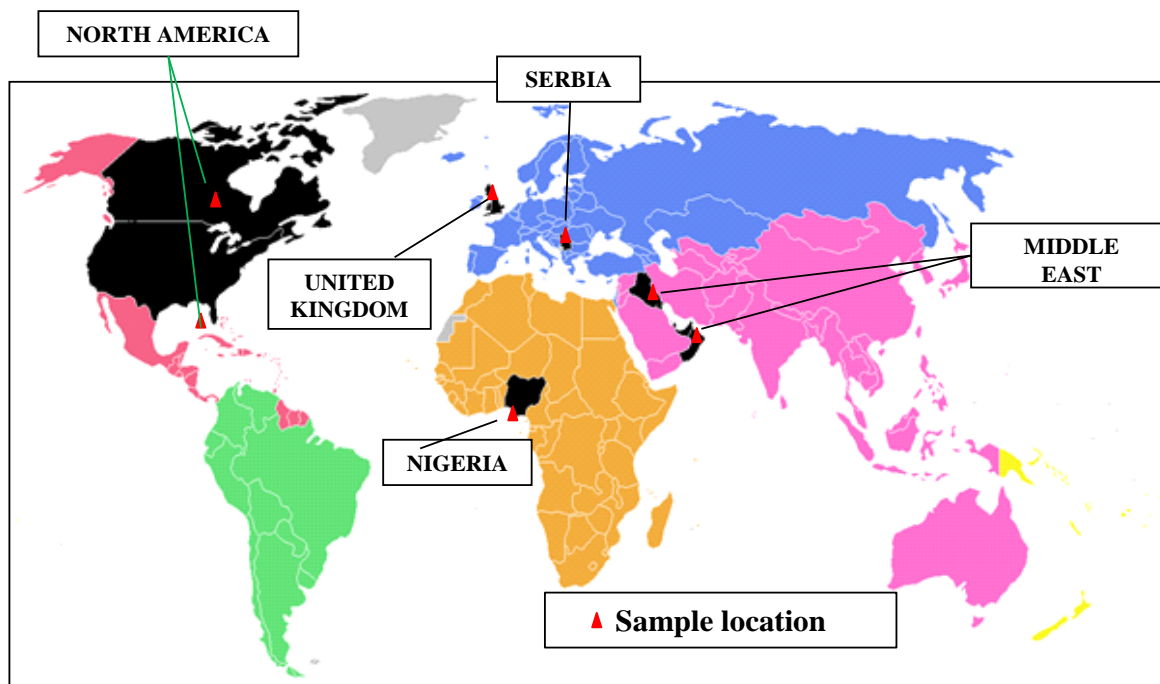 NORTH AMERICA
SERBIA
MIDDLE
EAST
UNITED
KINGDOM
NIGERIA
Sample location